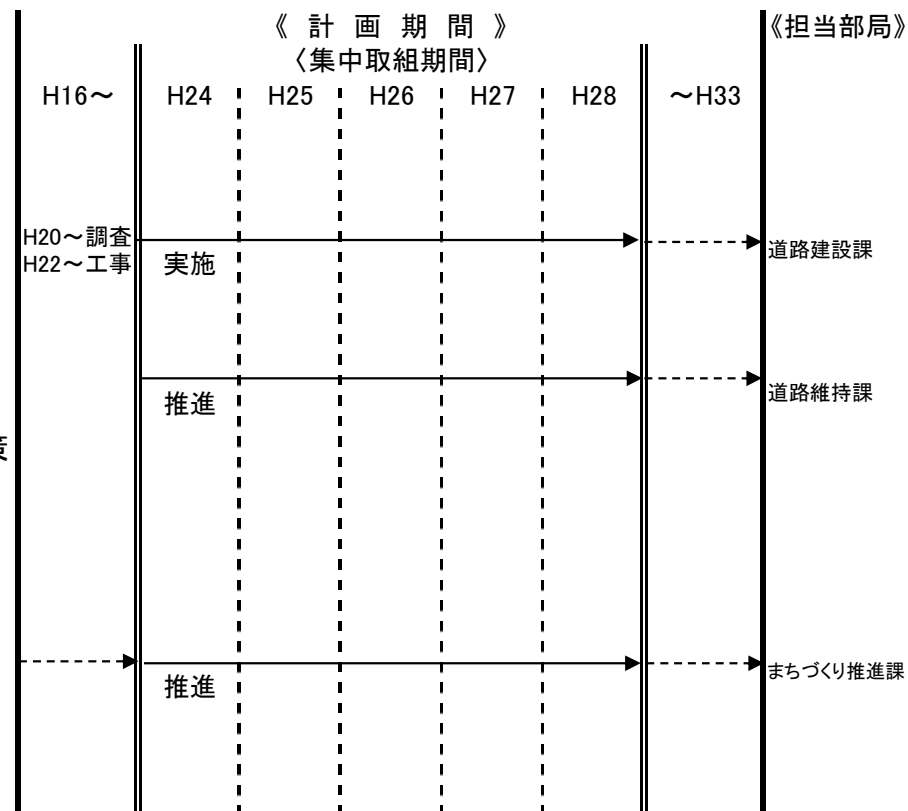 《 計 画 期 間 》
《担当部局》
〈集中取組期間〉
H16～ H24 H25 H26 H27 H28 ～H33
H20～調査
H22～工事
実施
道路建設課
推進
道路維持課
推進
まちづくり推進課